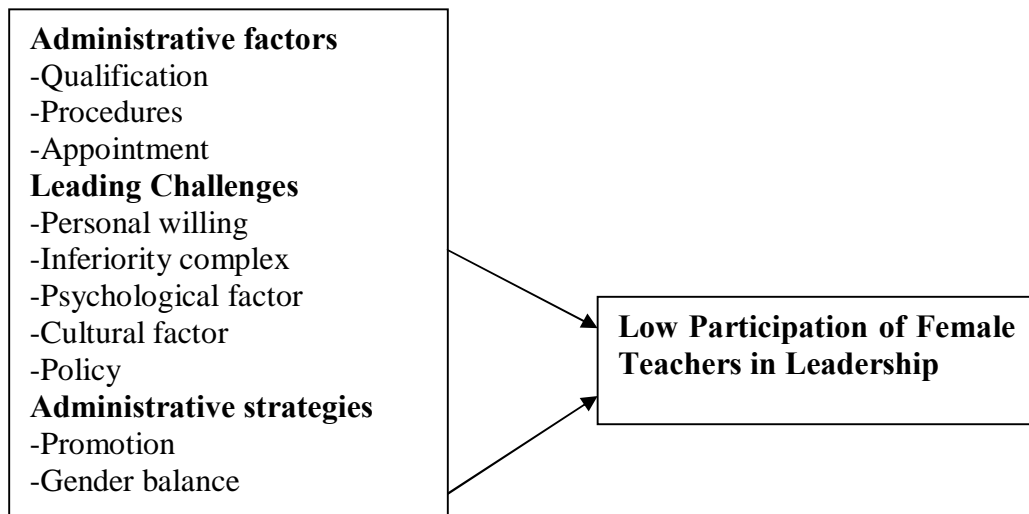 Administrative factors
-Qualification
-Procedures
-Appointment
Leading Challenges
-Personal willing
-Inferiority complex
-Psychological factor
-Cultural factor
-Policy
Administrative strategies
-Promotion
-Gender balance
Low Participation of Female
Teachers in Leadership